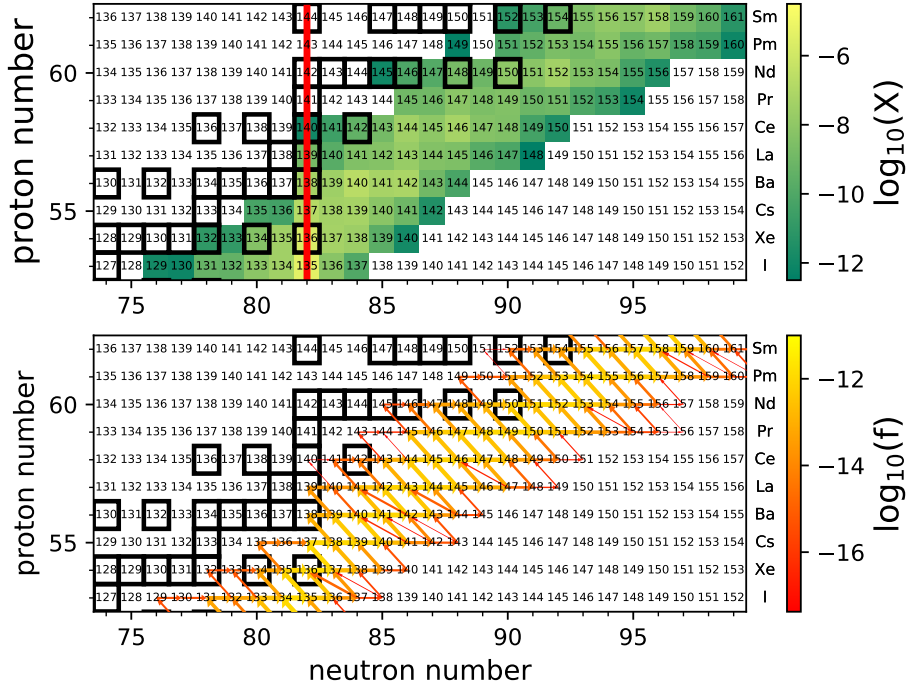 136 137 138 139 140 141 142 143 144 145 146 147 148 149 150 151 152 153 154 155 156 157 158 159 160 161 Sm
135 136 137 138 139 140 141 142 143 144 145 146 147 148 149 150 151 152 153 154 155 156 157 158 159 160 Pm
60 134 135 136 137 138 139 140 141 142 143 144 145 146 147 148 149 150 151 152 153 154 155 156 157 158 159 Nd
133 134 135 136 137 138 139 140 141 142 143 144 145 146 147 148 149 150 151 152 153 154 155 156 157 158 Pr
132 133 134 135 136 137 138 139 140 141 142 143 144 145 146 147 148 149 150 151 152 153 154 155 156 157 Ce
131 132 133 134 135 136 137 138 139 140 141 142 143 144 145 146 147 148 149 150 151 152 153 154 155 156 La
130 131 132 133 134 135 136 137 138 139 140 141 142 143 144 145 146 147 148 149 150 151 152 153 154 155 Ba
55 129 130 131 132 133 134 135 136 137 138 139 140 141 142 143 144 145 146 147 148 149 150 151 152 153 154 Cs
128 129 130 131 132 133 134 135 136 137 138 139 140 141 142 143 144 145 146 147 148 149 150 151 152 153 Xe
127 128 129 130 131 132 133 134 135 136 137 138 139 140 141 142 143 144 145 146 147 148 149 150 151 152 I
75 80 85 90 95
proton number
−6
−8
−10
−12
log10(X)
136 137 138 139 140 141 142 143 144 145 146 147 148 149 150 151 152 153 154 155 156 157 158 159 160 161 Sm
135 136 137 138 139 140 141 142 143 144 145 146 147 148 149 150 151 152 153 154 155 156 157 158 159 160 Pm
60 134 135 136 137 138 139 140 141 142 143 144 145 146 147 148 149 150 151 152 153 154 155 156 157 158 159 Nd
133 134 135 136 137 138 139 140 141 142 143 144 145 146 147 148 149 150 151 152 153 154 155 156 157 158 Pr
132 133 134 135 136 137 138 139 140 141 142 143 144 145 146 147 148 149 150 151 152 153 154 155 156 157 Ce
131 132 133 134 135 136 137 138 139 140 141 142 143 144 145 146 147 148 149 150 151 152 153 154 155 156 La
130 131 132 133 134 135 136 137 138 139 140 141 142 143 144 145 146 147 148 149 150 151 152 153 154 155 Ba
55 129 130 131 132 133 134 135 136 137 138 139 140 141 142 143 144 145 146 147 148 149 150 151 152 153 154 Cs
128 129 130 131 132 133 134 135 136 137 138 139 140 141 142 143 144 145 146 147 148 149 150 151 152 153 Xe
127 128 129 130 131 132 133 134 135 136 137 138 139 140 141 142 143 144 145 146 147 148 149 150 151 152 I
75 80 85 90 95
proton number
neutron number
−12
−14
−16
log10(f)